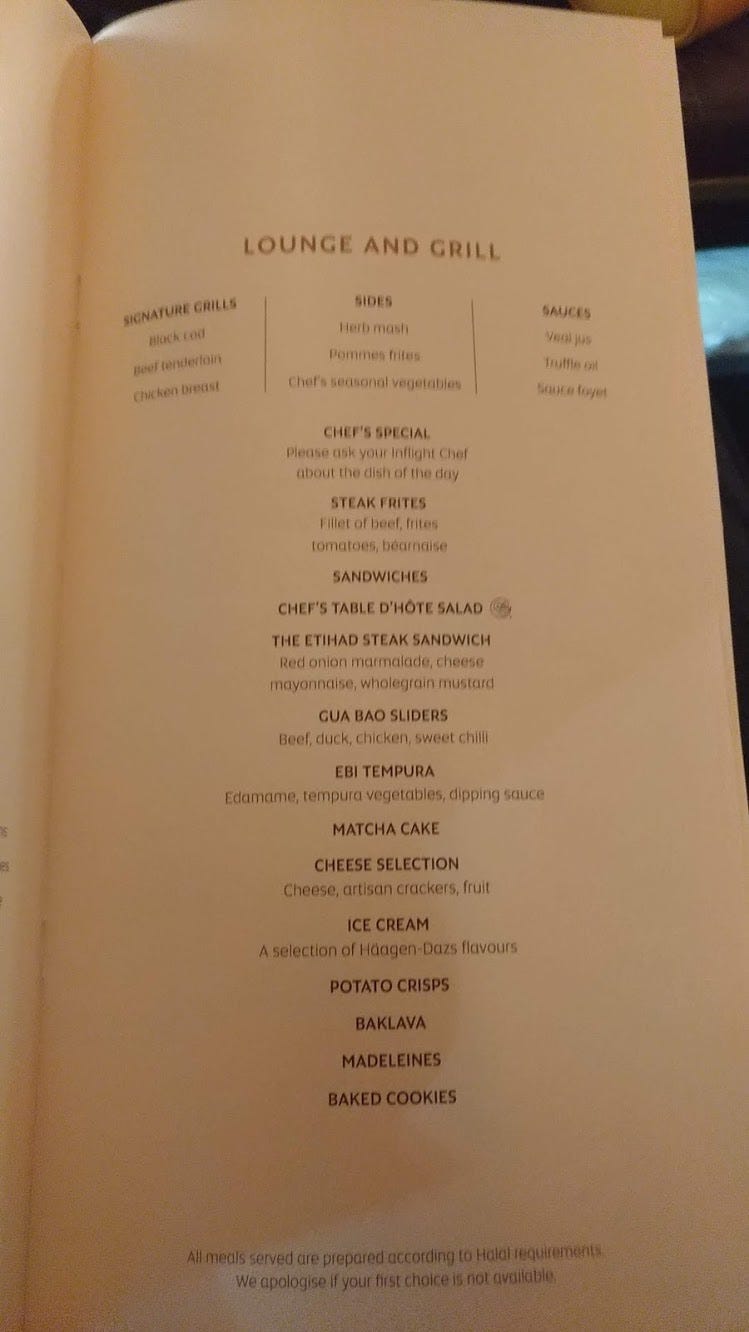 LOUNGE AND GRILL
SIGNATURE GRILLS
Black cod
Beef tenderloin
Chicken breast
SIDES
Herb mash
Pommes frites
Chef's seasonal vegetables
SAUCES
Veal jus
Truffle oil
Sauce foyot
CHEF'S SPECIAL
Please ask your Inflight Chef
about the dish of the day
STEAK FRITES
Fillet of beef, frites
tomatoes, béarnaise
SANDWICHES
CHEF'S TABLE D'HÔTE SALAD
THE ETIHAD STEAK SANDWICH
Red onion marmalade, cheese
mayonnaise, wholegrain mustard
GUA BAO SLIDERS
Beef, duck, chicken, sweet chilli
EBI TEMPURA
Edamame, tempura vegetables, dipping sauce
MATCHA CAKE
CHEESE SELECTION
Cheese, artisan crackers, fruit
ICE CREAM
A selection of Häagen-Dazs flavours
POTATO CRISPS
BAKLAVA
MADELEINES
BAKED COOKIES
All meals served are prepared according to Halal requirements.
We apologise if your first choice is not available.